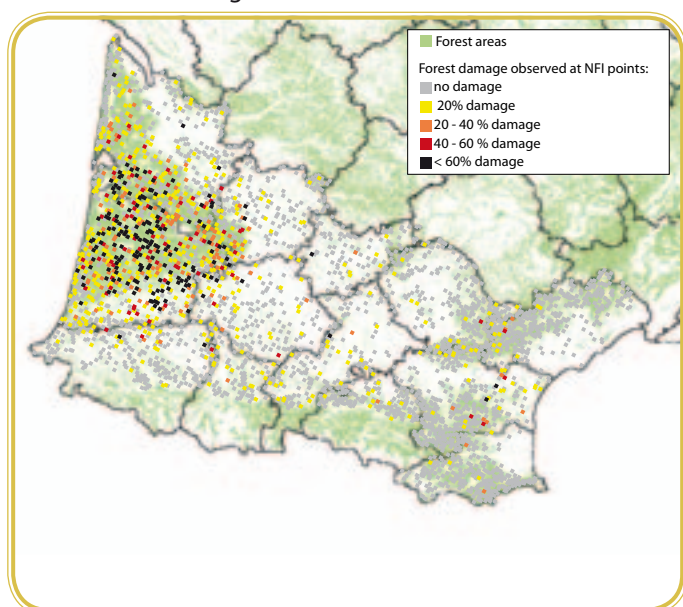 Forest areas
Forest damage observed at NFI points:
no damage
20% damage
20 - 40 % damage
40 - 60 % damage
< 60% damage